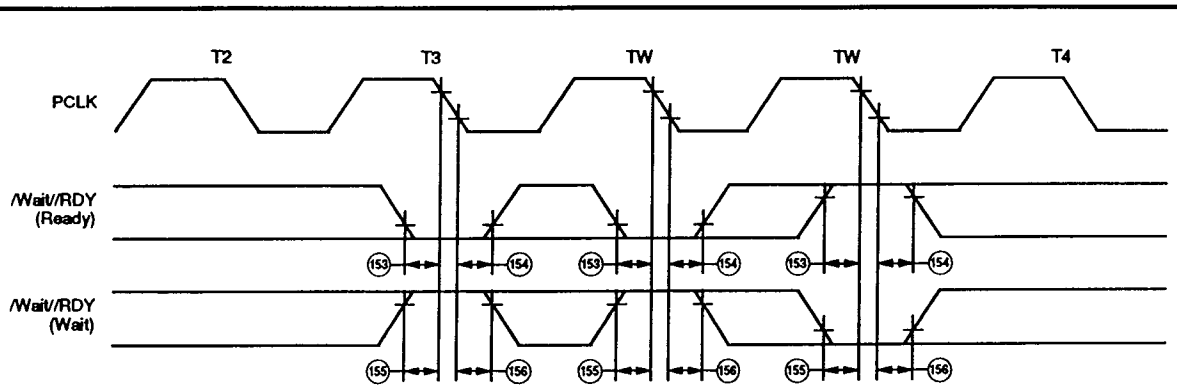 T2 T3 TW TW T4
PCLK
/Wait//RDY
(Ready)
153 154 153 154 153 154
/Wait//RDY
(Wait)
155 156 155 156 155 156